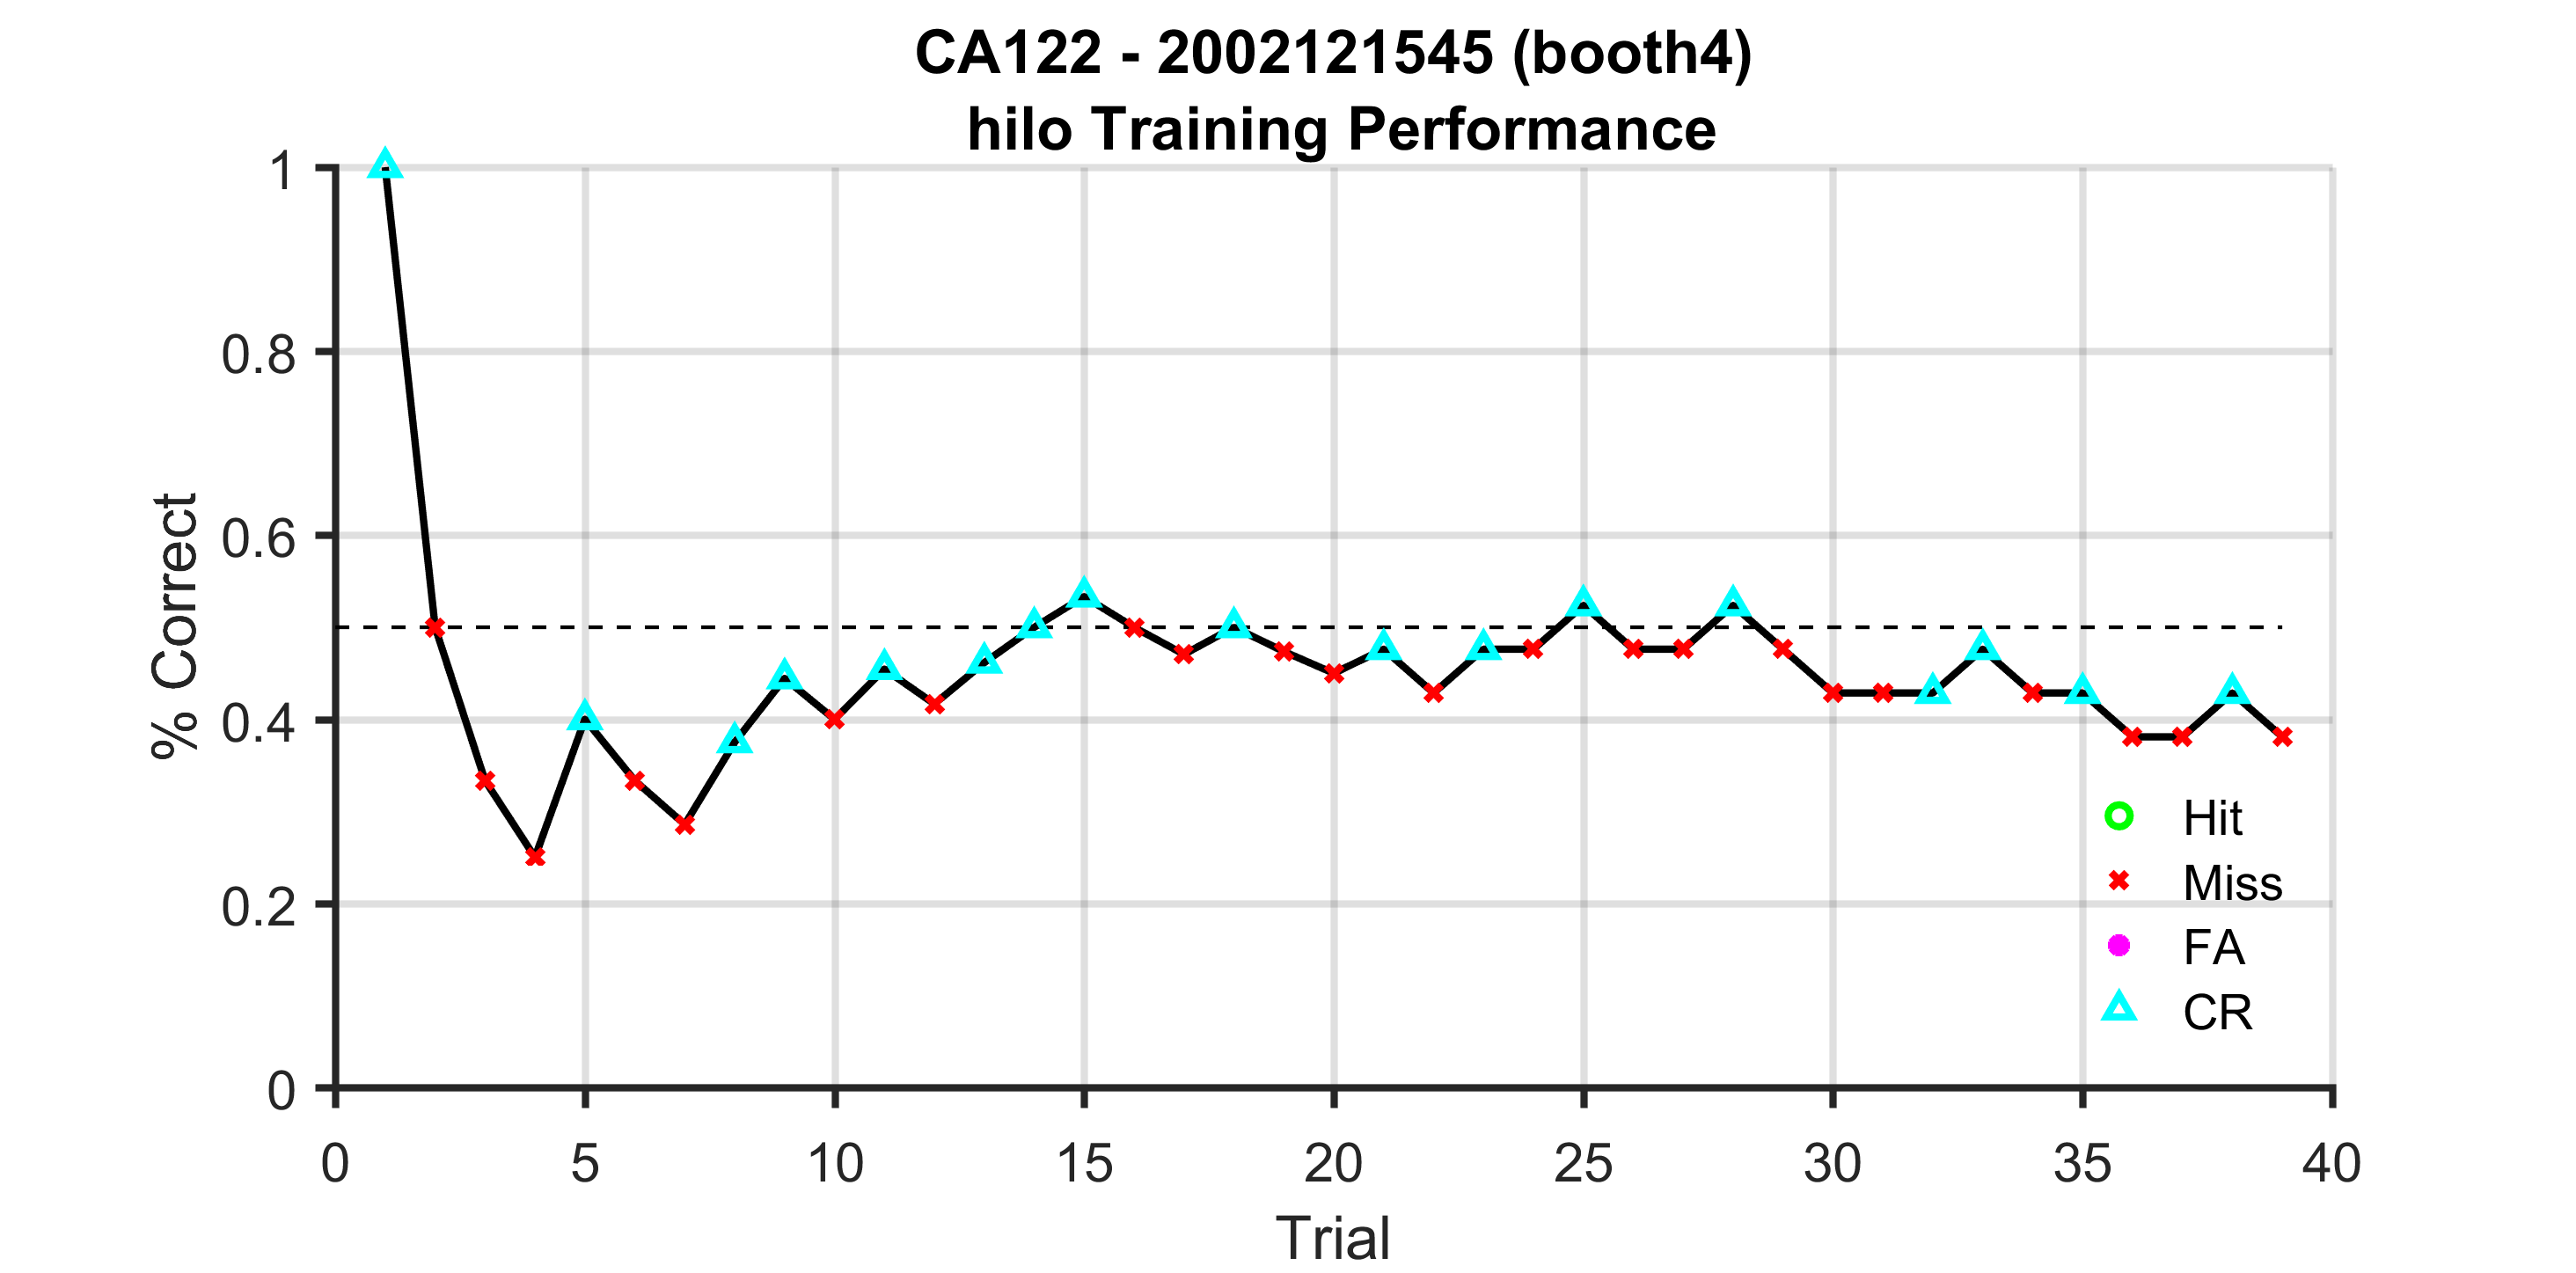 CA122 - 2002121545 (booth4)
hilo Training Performance
% Correct
1
0.8
0.6
0.4
0.2
0
0 5 10 15 20 25 30 35 40
Trial
Hit
Miss
FA
CR